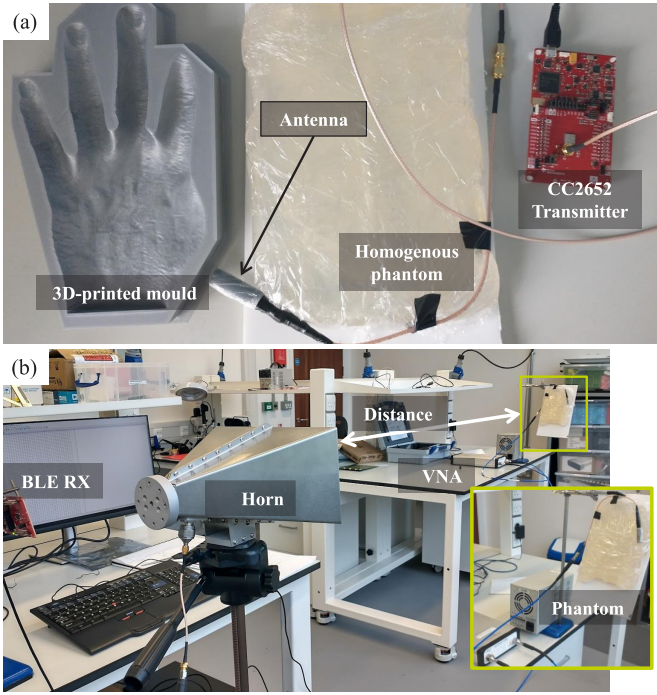 (a)
Antenna
CC2652
Transmitter
Homogenous
phantom
3D-printed mould
(b)
Distance
BLE RX
VNA
Horn
Phantom